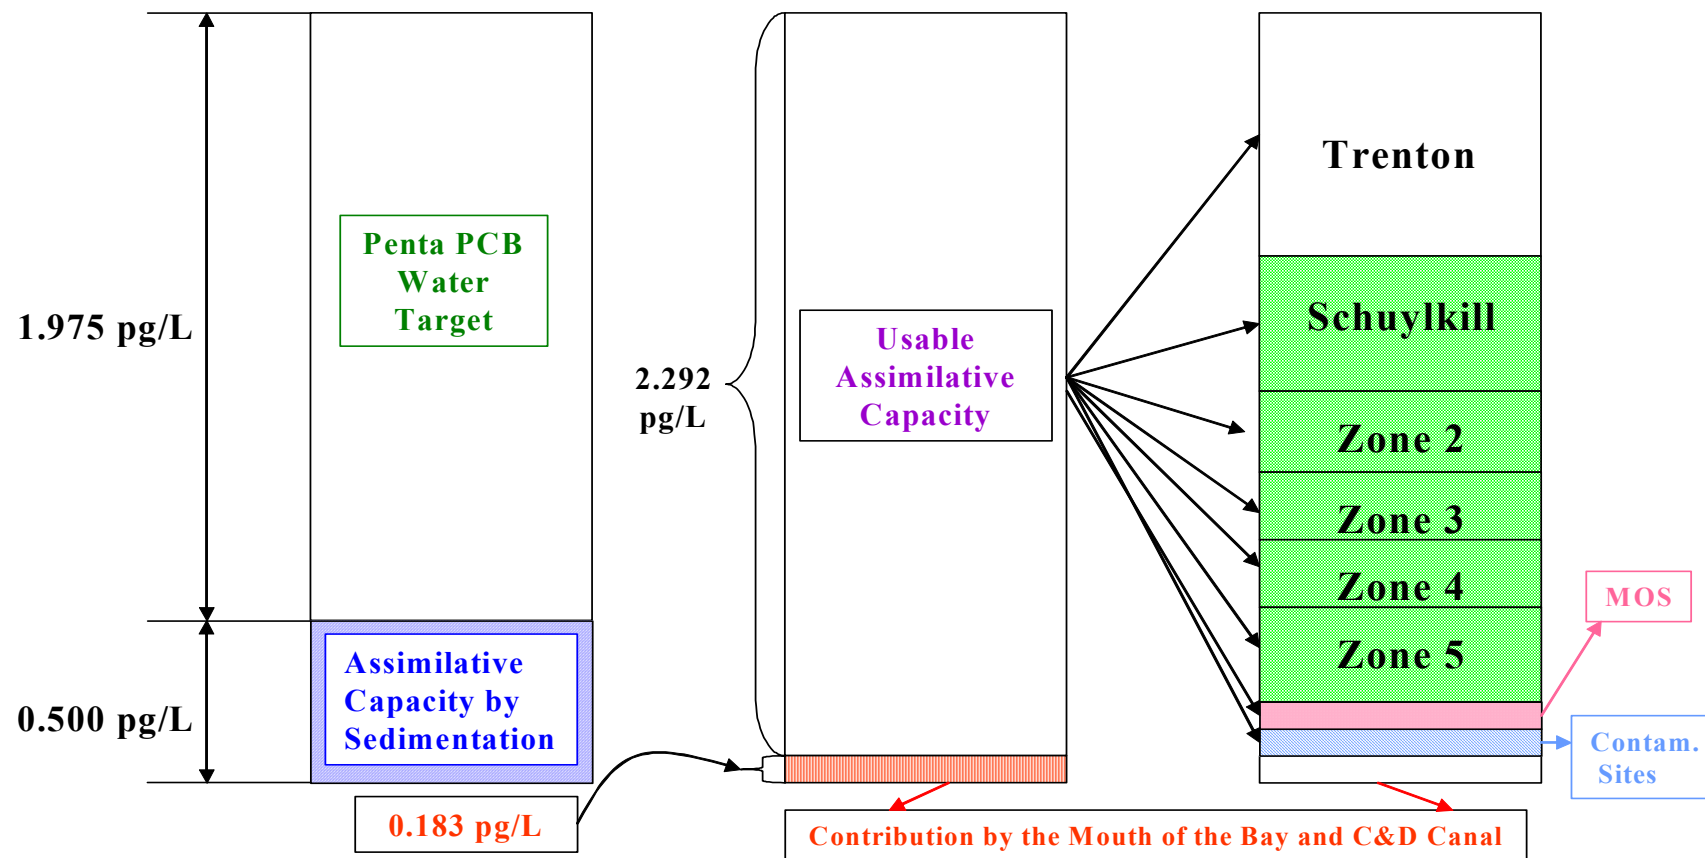 1.975 pg/L
0.500 pg/L
Penta PCB
Water
Target
Assimilative
Capacity by
Sedimentation
0.183 pg/L
2.292
pg/L
Usable
Assimilative
Capacity
Contribution by the Mouth of the Bay and C&D Canal
Trenton
Schuylkill
Zone 2
Zone 3
Zone 4
Zone 5
MOS
Contam.
Sites